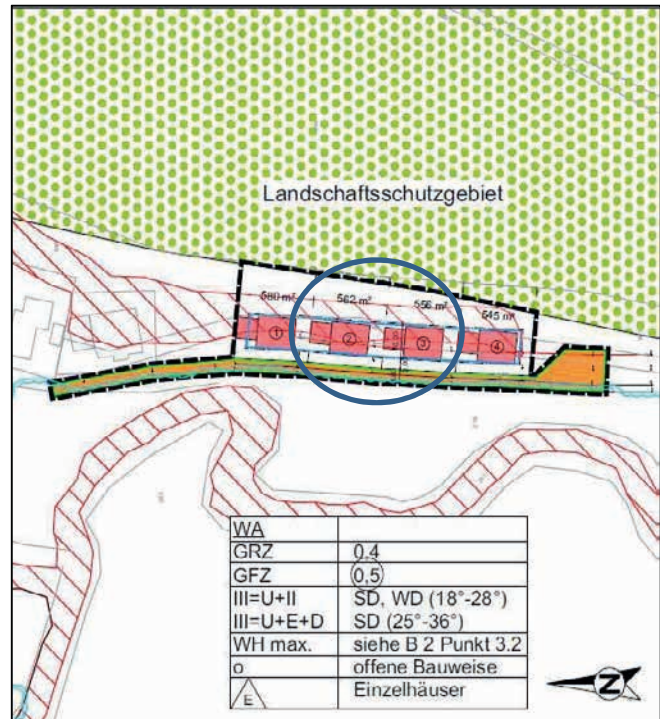 Landschaftsschutzgebiet
580 m² 562 m² 556 m² 545 m²
1 2 3 4
WA
GRZ 0,4
GFZ 0,5
III=U+II SD, WD (18°-28°)
III=U+E+D SD (25°-36°)
WH max. siehe B 2 Punkt 3.2
o offene Bauweise
E Einzelhäuser
N